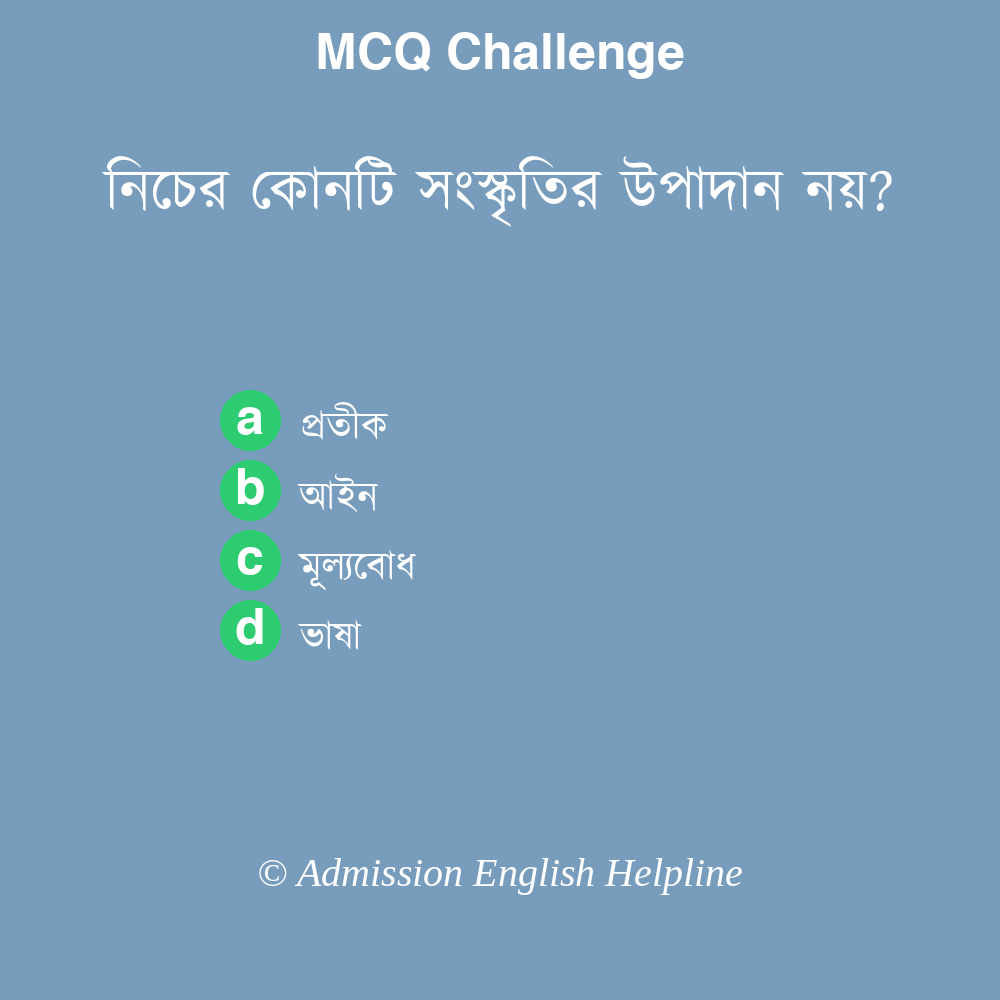 MCQ Challenge
নিচের কোনটি সংস্কৃতির উপাদান নয়?
a প্রতীক
b আইন
c মূল্যবোধ
d ভাষা
© Admission English Helpline